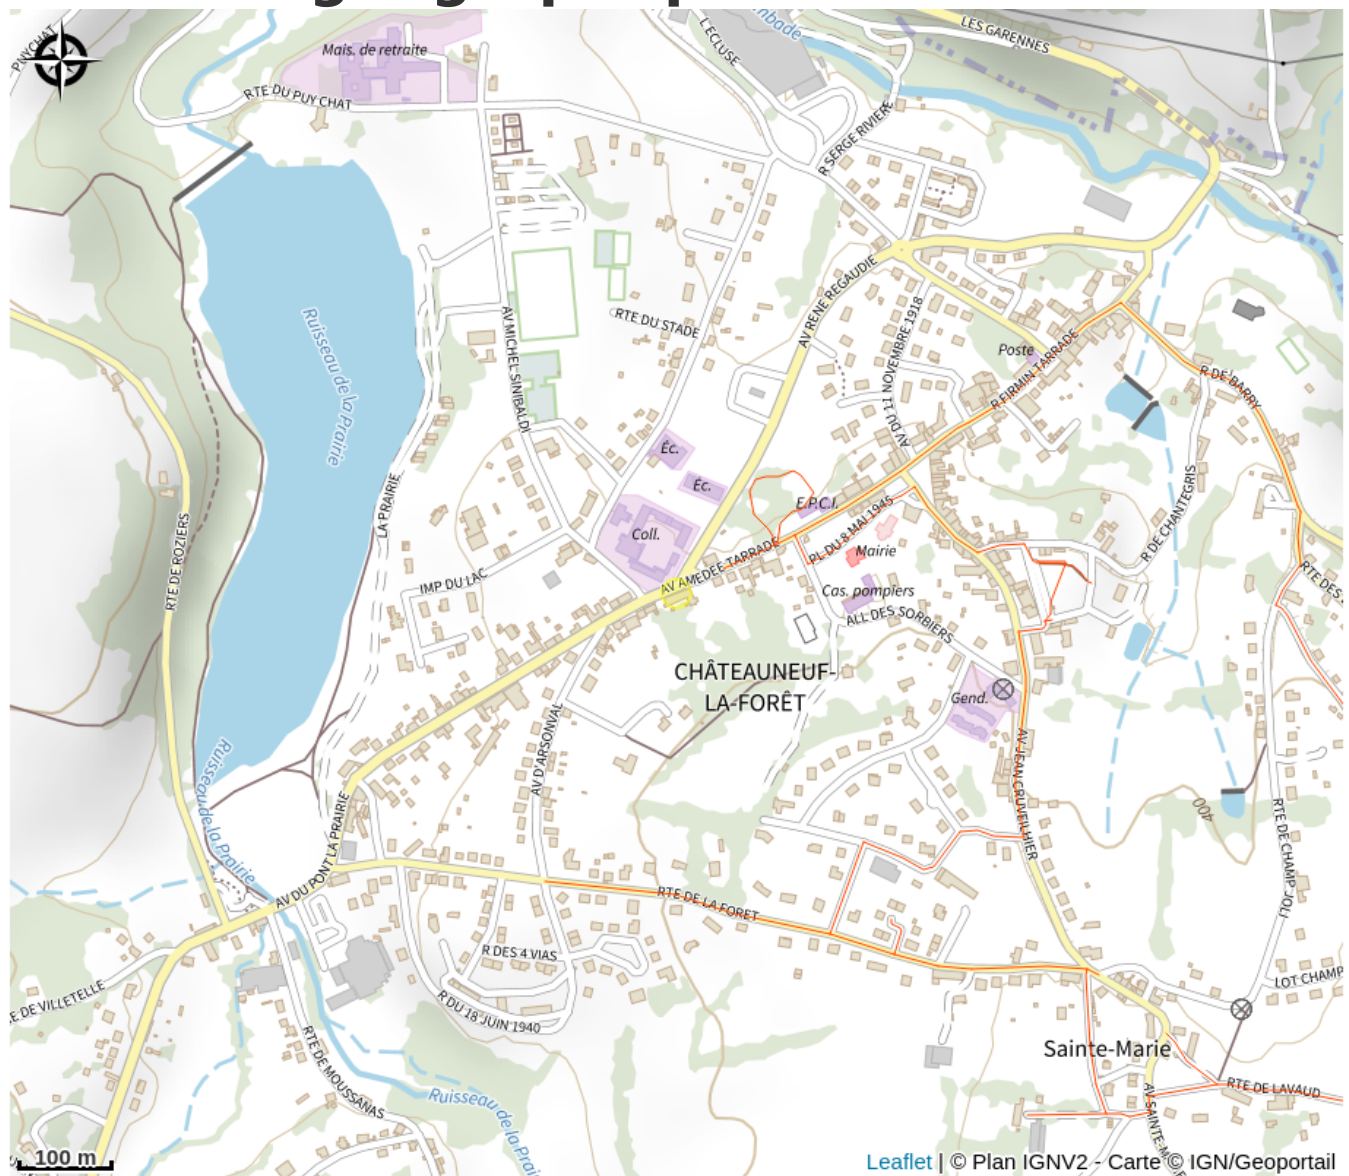 PUYCHAT
Mais. de retraite
RTE DU PUY CHAT
L ECLUSE
LES GARENNES
R SERGE RIVIERE
Ruisseau de la Prairie
AV MICHEL SINIBALDI
RTE DU STADE
AV RENE REGAUDIE
AV DU 11 NOVEMBRE 1918
Poste
R FIRMIN TARRADE
R DE BARRY
Éc.
Éc.
Coll.
E.P.C.I.
PL DU 8 MAI 1945
Mairie
Cas. pompiers
ALL DES SORBIERS
R DE CHANTEGRIS
RTE DES
LA PRAIRIE
RTE DE ROZIERS
IMP DU LAC
AV AMEDEE TARRADE
CHÂTEAUNEUF-
LA-FORÊT
Gend.
AV D'ARSONVAL
AV JEAN CRUVEILHIER
400
RTE DE CHAMP JOLI
Ruisseau de la Prairie
AV DU PONT LA PRAIRIE
RTE DE LA FORET
R DES 4 VIAS
R DU 18 JUIN 1940
E DE VILLETELLE
RTE DE MOUSSANAS
LOT CHAMP
Sainte-Marie
RTE DE LAVAUD
AV SAINTE-M
Ruisseau de la Prai
100 m
Leaflet | © Plan IGNV2 - Carte © IGN/Geoportail